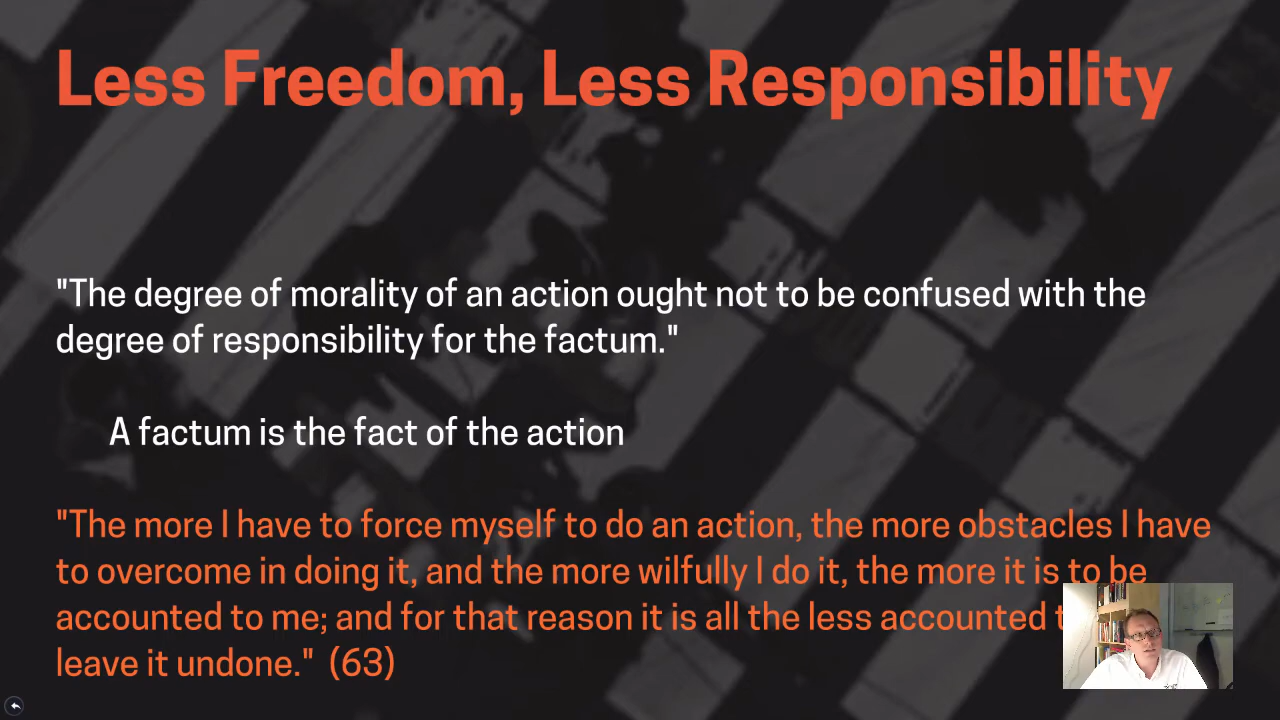 Less Freedom, Less Responsibility
"The degree of morality of an action ought not to be confused with the
degree of responsibility for the factum."
A factum is the fact of the action
"The more I have to force myself to do an action, the more obstacles I have
to overcome in doing it, and the more wilfully I do it, the more it is to be
accounted to me; and for that reason it is all the less accounted
leave it undone." (63)